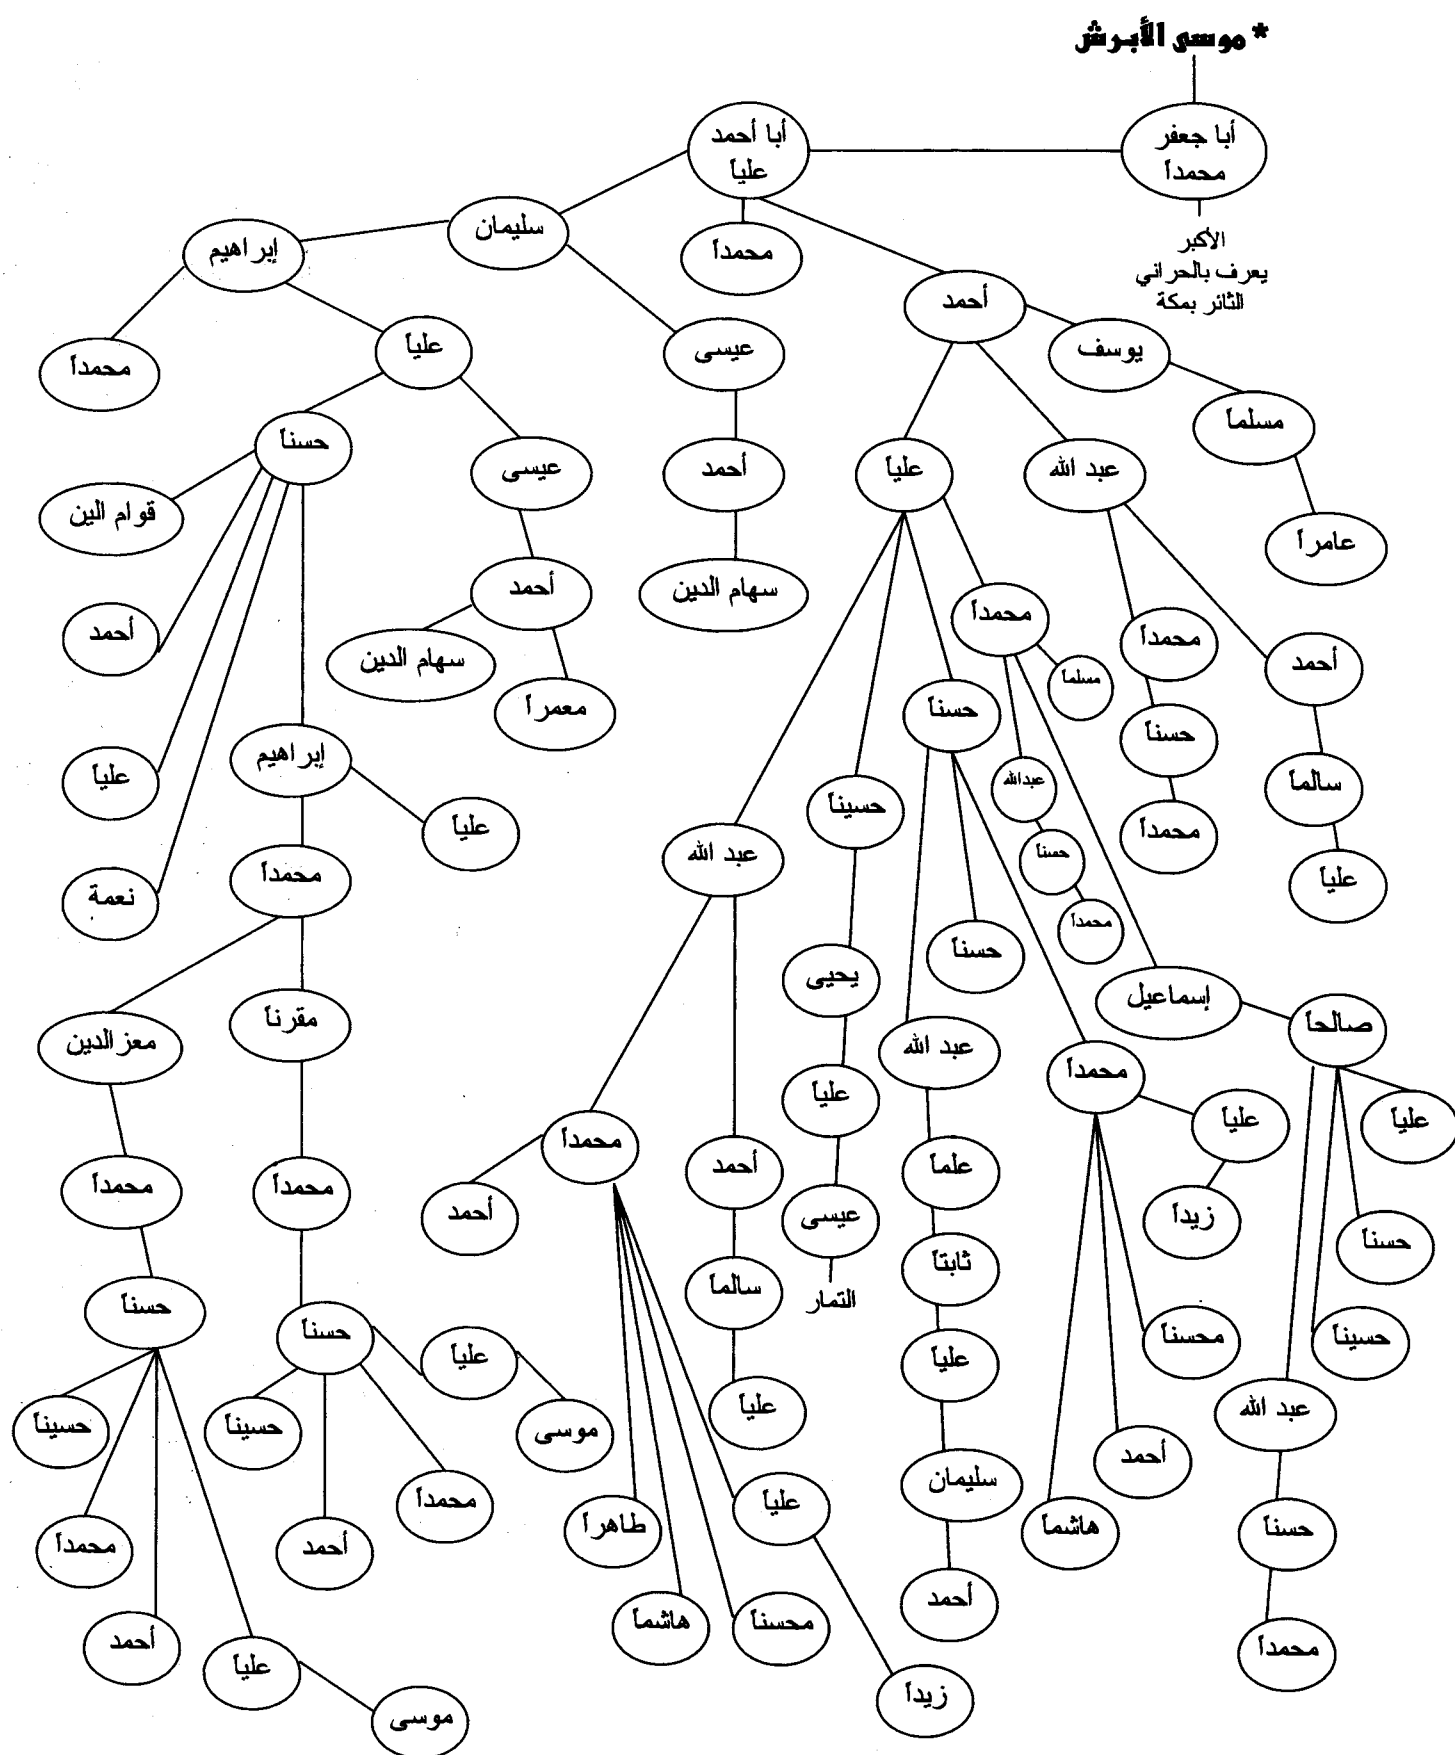 * موسى الأبرش
أبا جعفر
محمداً
الأكبر
يعرف بالحراني
الثائر بمكة
أبا أحمد
علياً
سليمان
إبراهيم
محمداً
أحمد
يوسف
مسلماً
عامراً
عبد الله
علياً
عيسى
أحمد
سهام الدين
علياً
محمداً
حسناً
عيسى
أحمد
سهام الدين
معمراً
قوام الين
أحمد
علياً
نعمة
إبراهيم
علياً
محمداً
معز الدين
مقرناً
محمداً
حسناً
علياً
موسى
محمداً
أحمد
حسيناً
محمداً
حسناً
حسيناً
محمداً
أحمد
علياً
موسى
محمداً
حسناً
محمداً
أحمد
سالماً
علياً
محمداً
مسلماً
عبدالله
حسناً
محمداً
إسماعيل
صالحاً
علياً
حسناً
حسيناً
عبد الله
حسناً
محمداً
حسناً
حسناً
محمداً
علياً
زيداً
محسناً
أحمد
هاشماً
عبد الله
علماً
ثابتاً
علياً
سليمان
أحمد
حسيناً
يحيى
علياً
عيسى
التمار
عبد الله
أحمد
سالماً
علياً
محمداً
أحمد
طاهراً
هاشماً
محسناً
علياً
زيداً